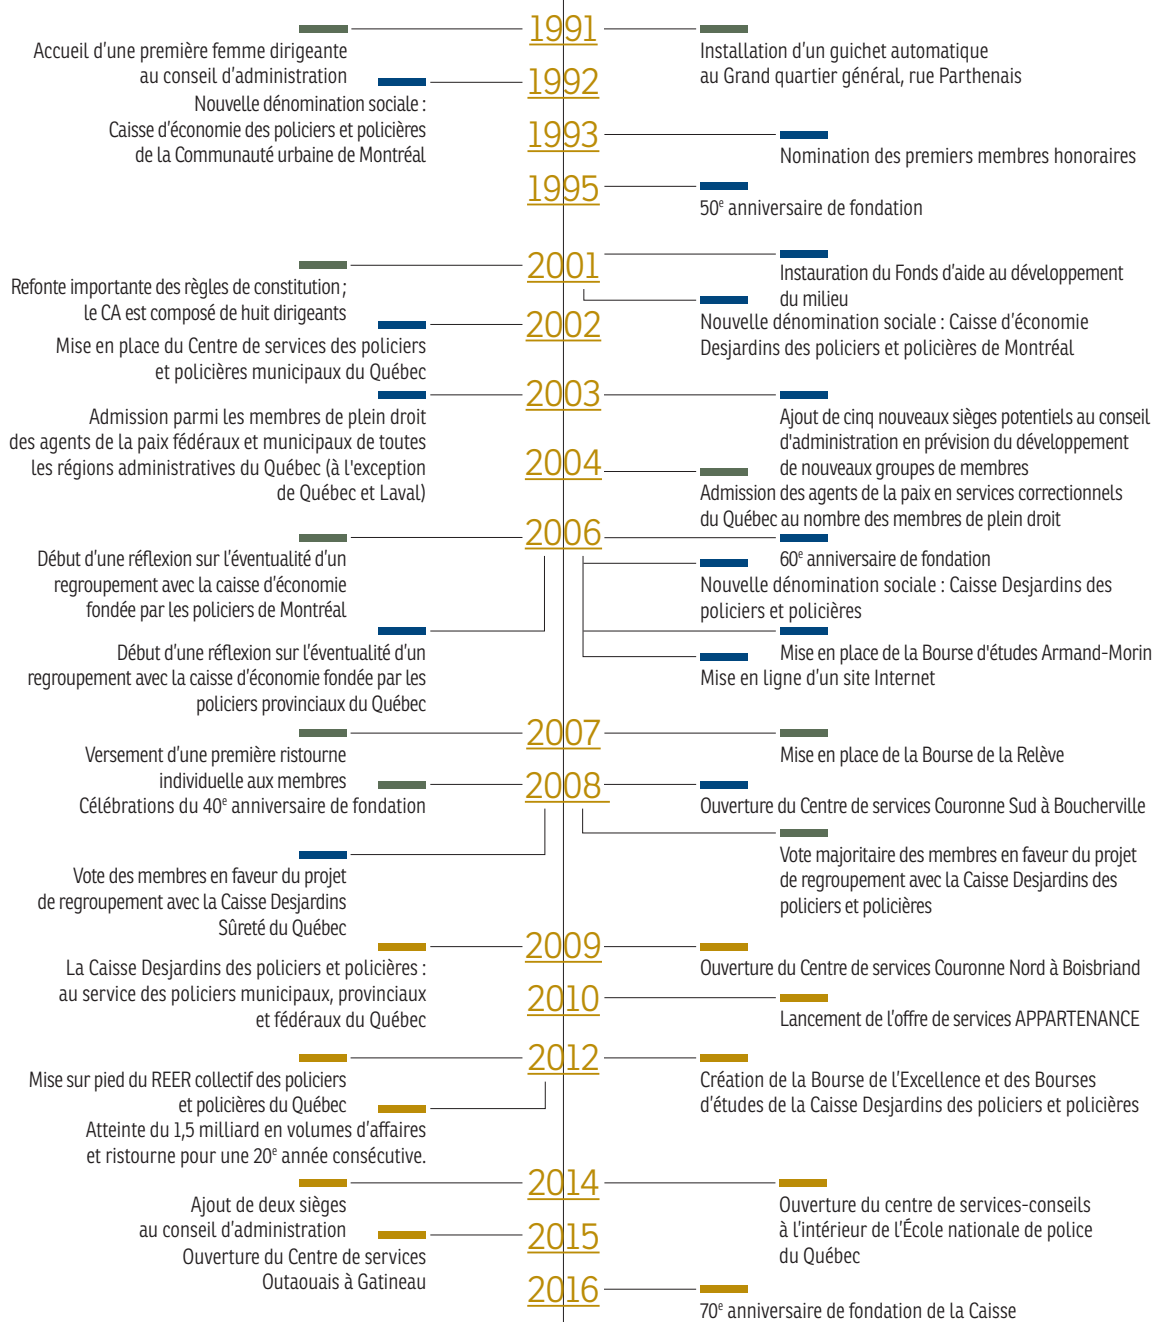 1991
Accueil d'une première femme dirigeante
au conseil d'administration
Installation d'un guichet automatique
au Grand quartier général, rue Parthenais
1992
Nouvelle dénomination sociale :
Caisse d'économie des policiers et policières
de la Communauté urbaine de Montréal
1993
Nomination des premiers membres honoraires
1995
50e anniversaire de fondation
2001
Refonte importante des règles de constitution ;
le CA est composé de huit dirigeants
Instauration du Fonds d'aide au développement
du milieu
Nouvelle dénomination sociale : Caisse d'économie
Desjardins des policiers et policières de Montréal
2002
Mise en place du Centre de services des policiers
et policières municipaux du Québec
2003
Admission parmi les membres de plein droit
des agents de la paix fédéraux et municipaux de toutes
les régions administratives du Québec (à l'exception
de Québec et Laval)
Ajout de cinq nouveaux sièges potentiels au conseil
d'administration en prévision du développement
de nouveaux groupes de membres
2004
Admission des agents de la paix en services correctionnels
du Québec au nombre des membres de plein droit
2006
Début d'une réflexion sur l'éventualité d'un
regroupement avec la caisse d'économie
fondée par les policiers de Montréal
60e anniversaire de fondation
Nouvelle dénomination sociale : Caisse Desjardins des
policiers et policières
Début d'une réflexion sur l'éventualité d'un
regroupement avec la caisse d'économie fondée par les
policiers provinciaux du Québec
Mise en place de la Bourse d'études Armand-Morin
Mise en ligne d'un site Internet
2007
Versement d'une première ristourne
individuelle aux membres
Mise en place de la Bourse de la Relève
2008
Célébrations du 40e anniversaire de fondation
Ouverture du Centre de services Couronne Sud à Boucherville
Vote des membres en faveur du projet
de regroupement avec la Caisse Desjardins
Sûreté du Québec
Vote majoritaire des membres en faveur du projet
de regroupement avec la Caisse Desjardins des
policiers et policières
2009
La Caisse Desjardins des policiers et policières :
au service des policiers municipaux, provinciaux
et fédéraux du Québec
Ouverture du Centre de services Couronne Nord à Boisbriand
2010
Lancement de l'offre de services APPARTENANCE
2012
Mise sur pied du REER collectif des policiers
et policières du Québec
Création de la Bourse de l'Excellence et des Bourses
d'études de la Caisse Desjardins des policiers et policières
Atteinte du 1,5 milliard en volumes d'affaires
et ristourne pour une 20e année consécutive.
2014
Ajout de deux sièges
au conseil d'administration
Ouverture du centre de services-conseils
à l'intérieur de l'École nationale de police
du Québec
2015
Ouverture du Centre de services
Outaouais à Gatineau
2016
70e anniversaire de fondation de la Caisse